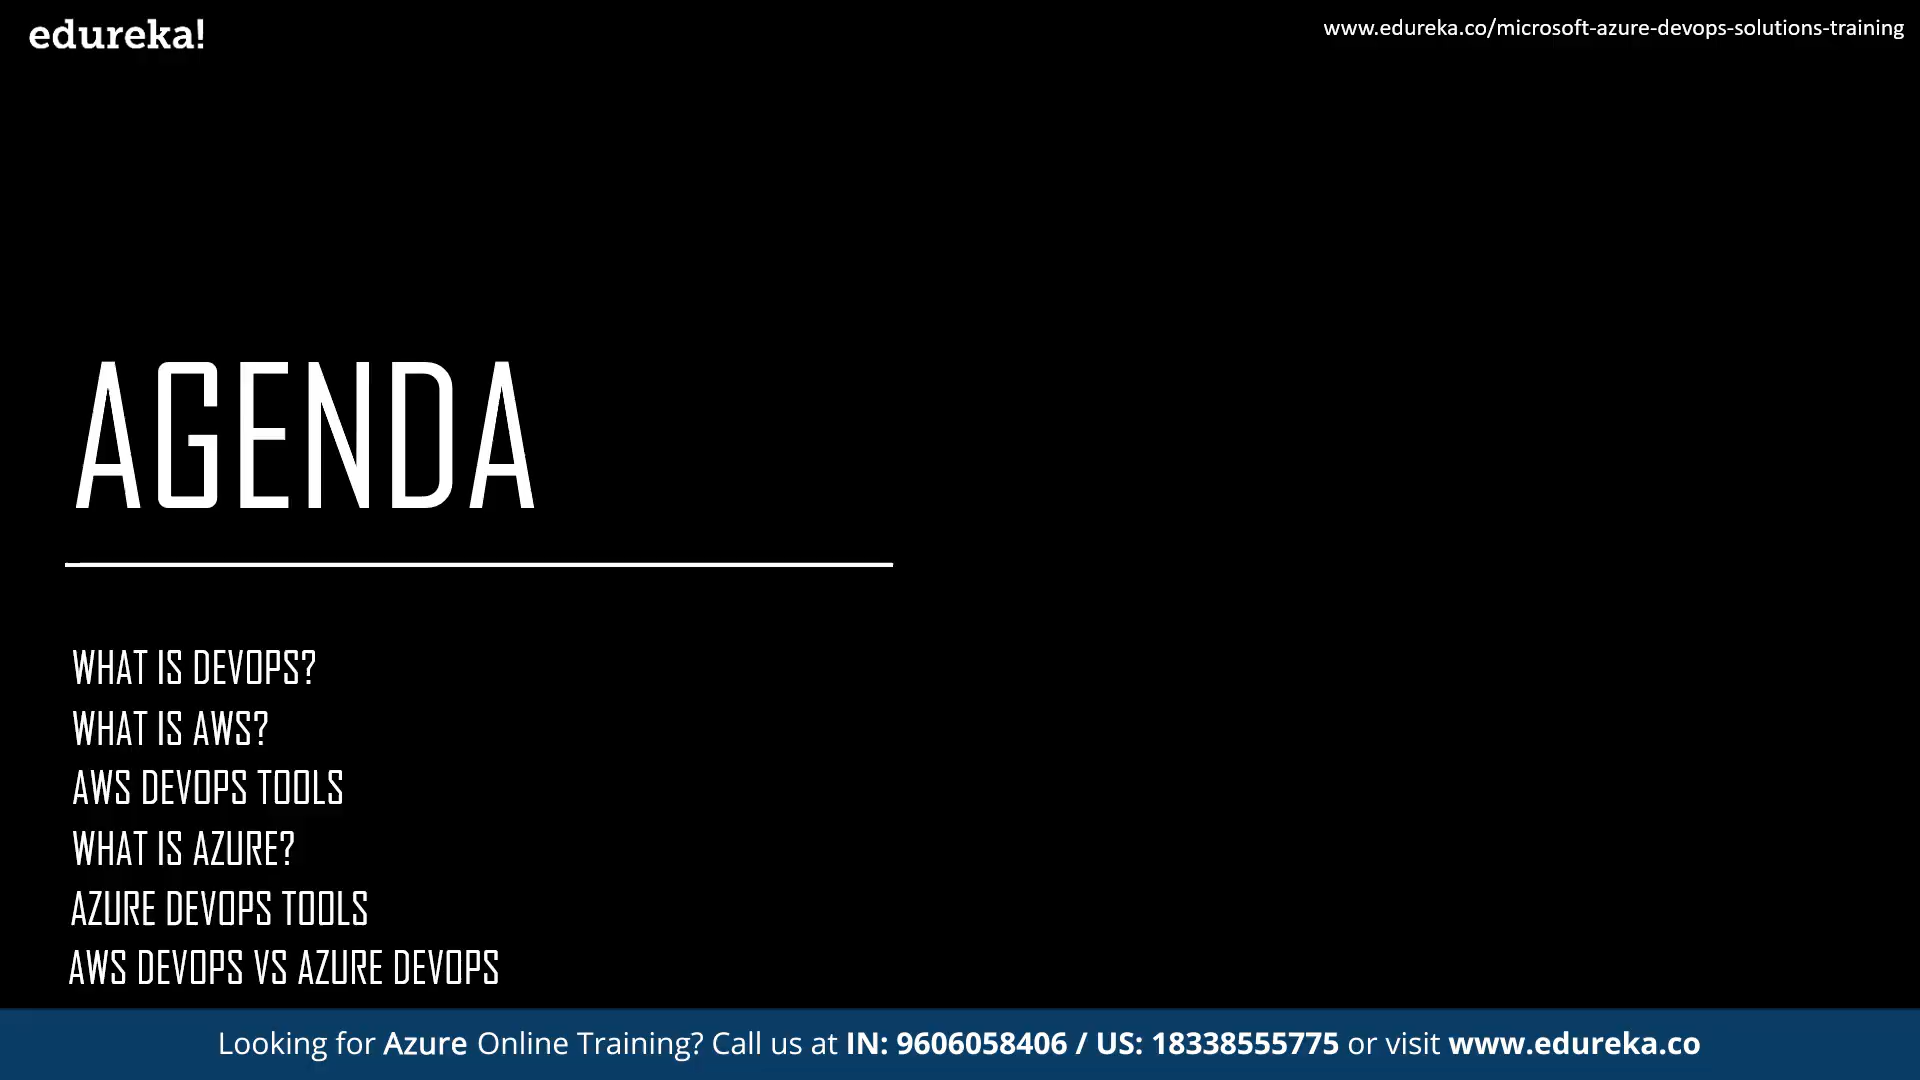 edureka!
www.edureka.co/microsoft-azure-devops-solutions-training
AGENDA
WHAT IS DEVOPS?
WHAT IS AWS?
AWS DEVOPS TOOLS
WHAT IS AZURE?
AZURE DEVOPS TOOLS
AWS DEVOPS VS AZURE DEVOPS
Looking for Azure Online Training? Call us at IN: 9606058406 / US: 18338555775 or visit www.edureka.co